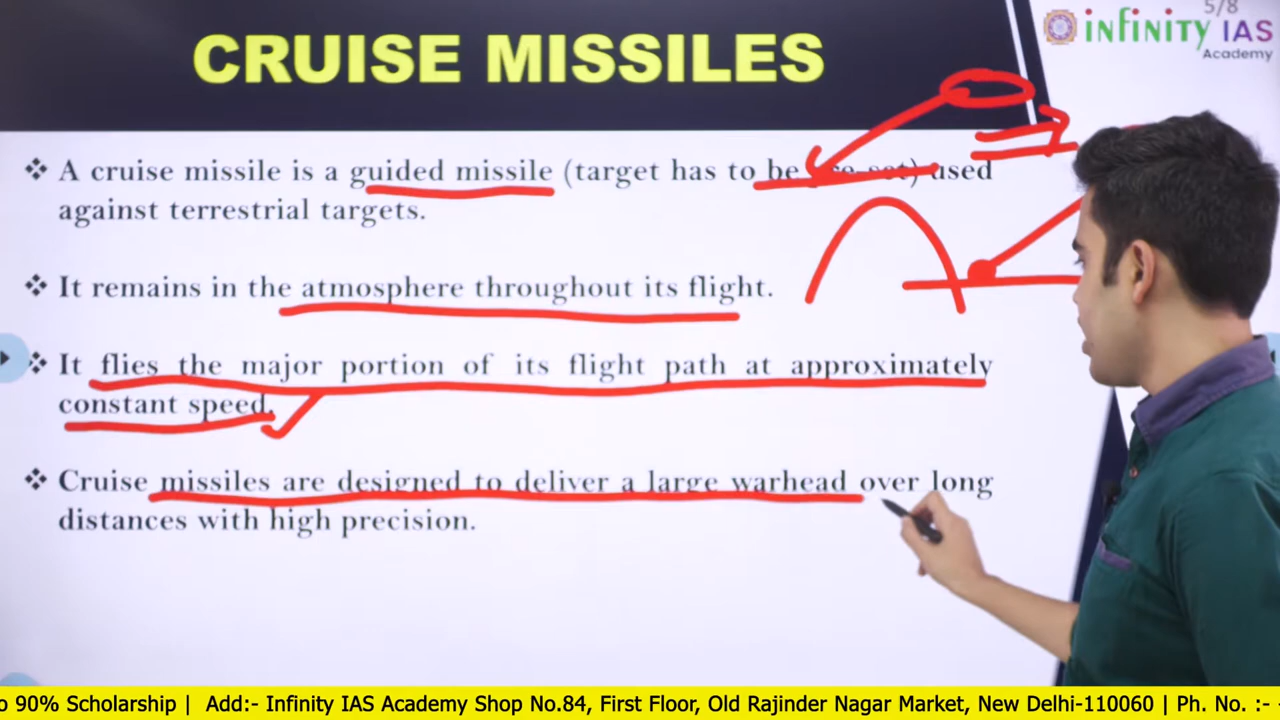 5/8
infinity IAS
Academy
CRUISE MISSILES
❖ A cruise missile is a guided missile (target has to be pre-set) used
against terrestrial targets.
❖ It remains in the atmosphere throughout its flight.
❖ It flies the major portion of its flight path at approximately
constant speed.
❖ Cruise missiles are designed to deliver a large warhead over long
distances with high precision.
o 90% Scholarship | Add:- Infinity IAS Academy Shop No.84, First Floor, Old Rajinder Nagar Market, New Delhi-110060 | Ph. No. :-